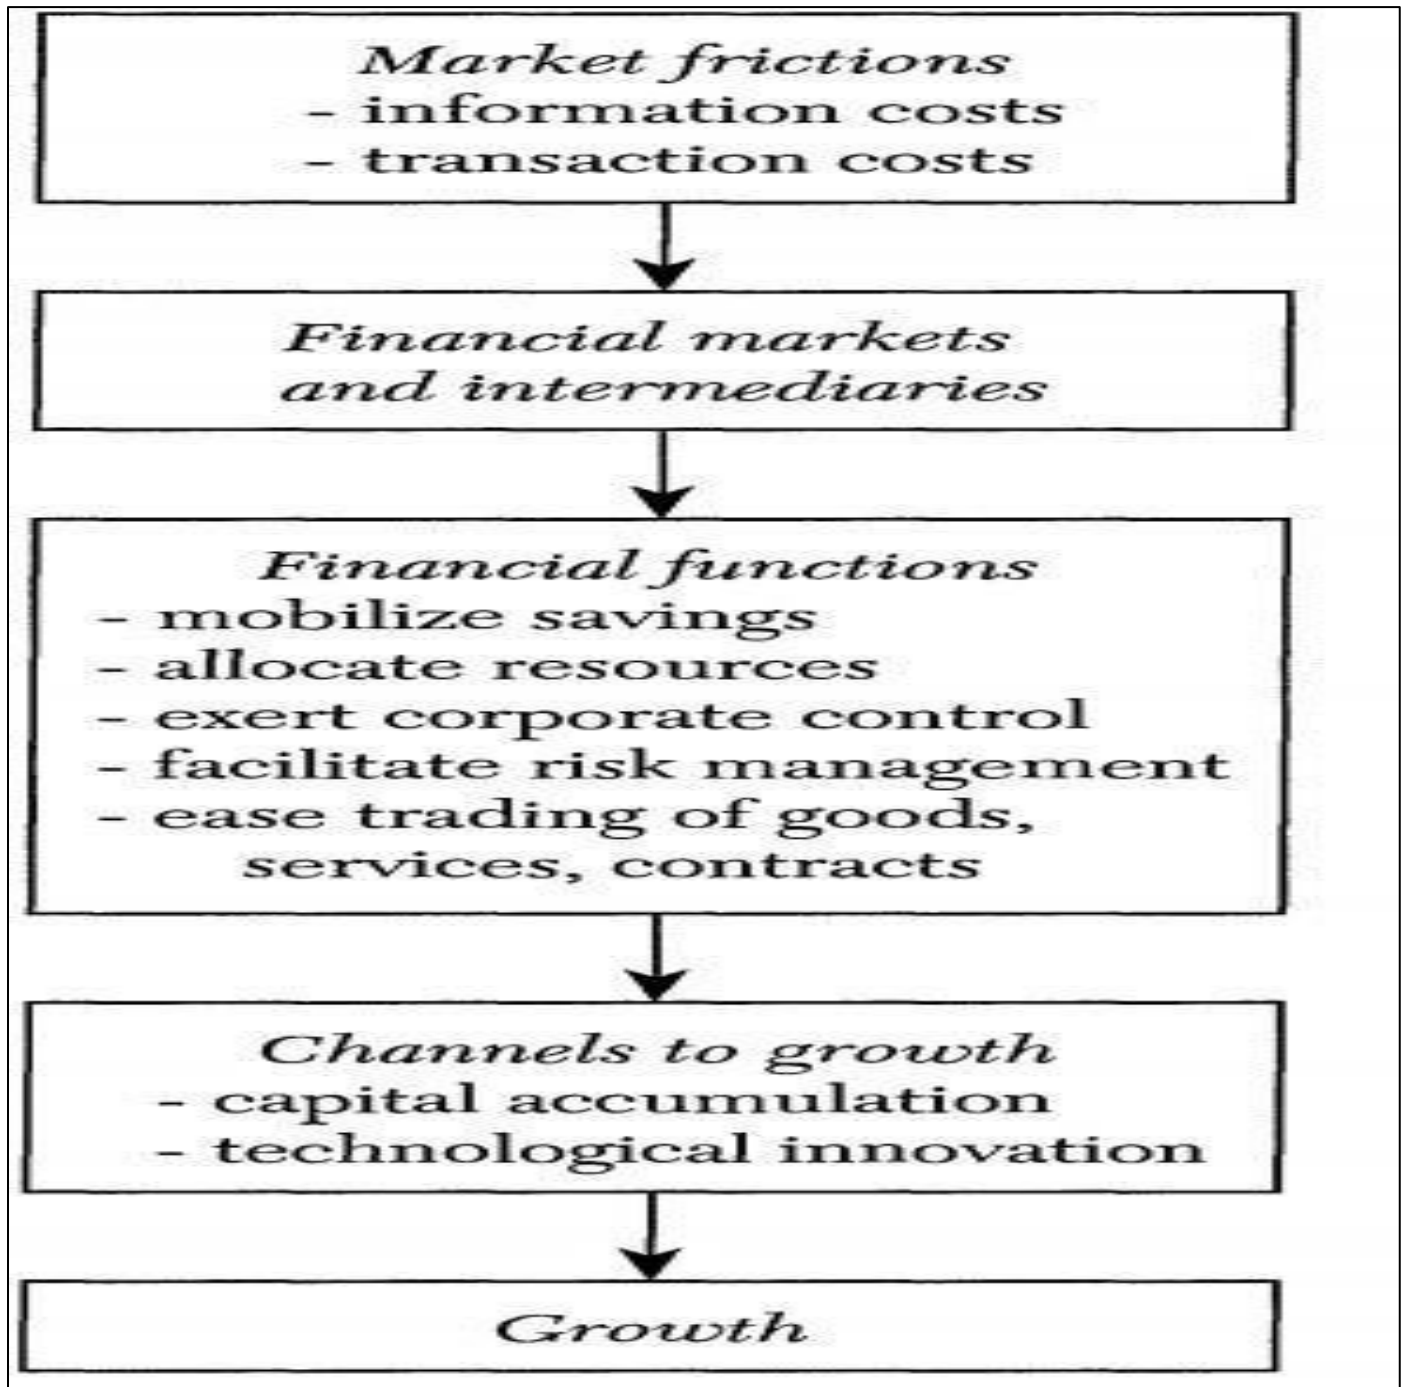 Market frictions
- information costs
- transaction costs
Financial markets
and intermediaries
Financial functions
- mobilize savings
- allocate resources
- exert corporate control
- facilitate risk management
- ease trading of goods,
services, contracts
Channels to growth
- capital accumulation
- technological innovation
Growth